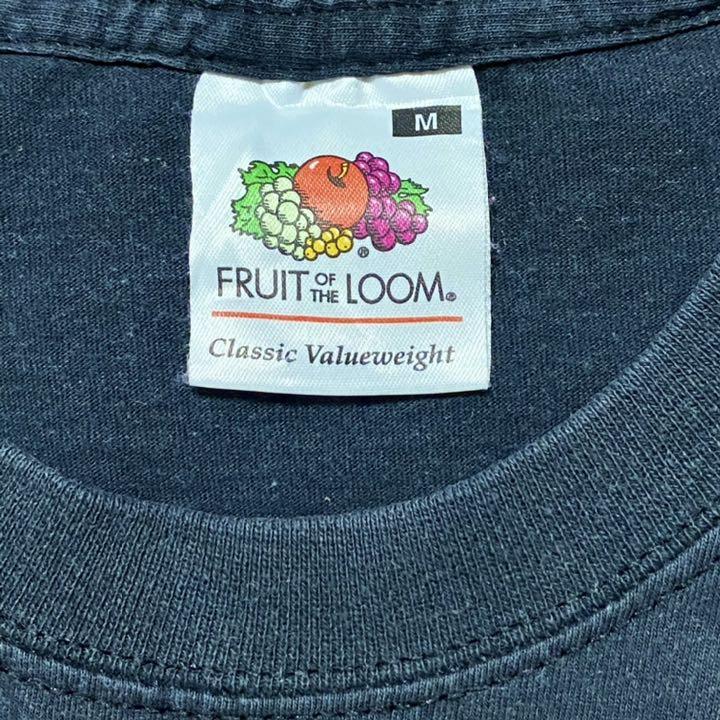 M
FRUIT OF THE LOOM®
Classic Valueweight